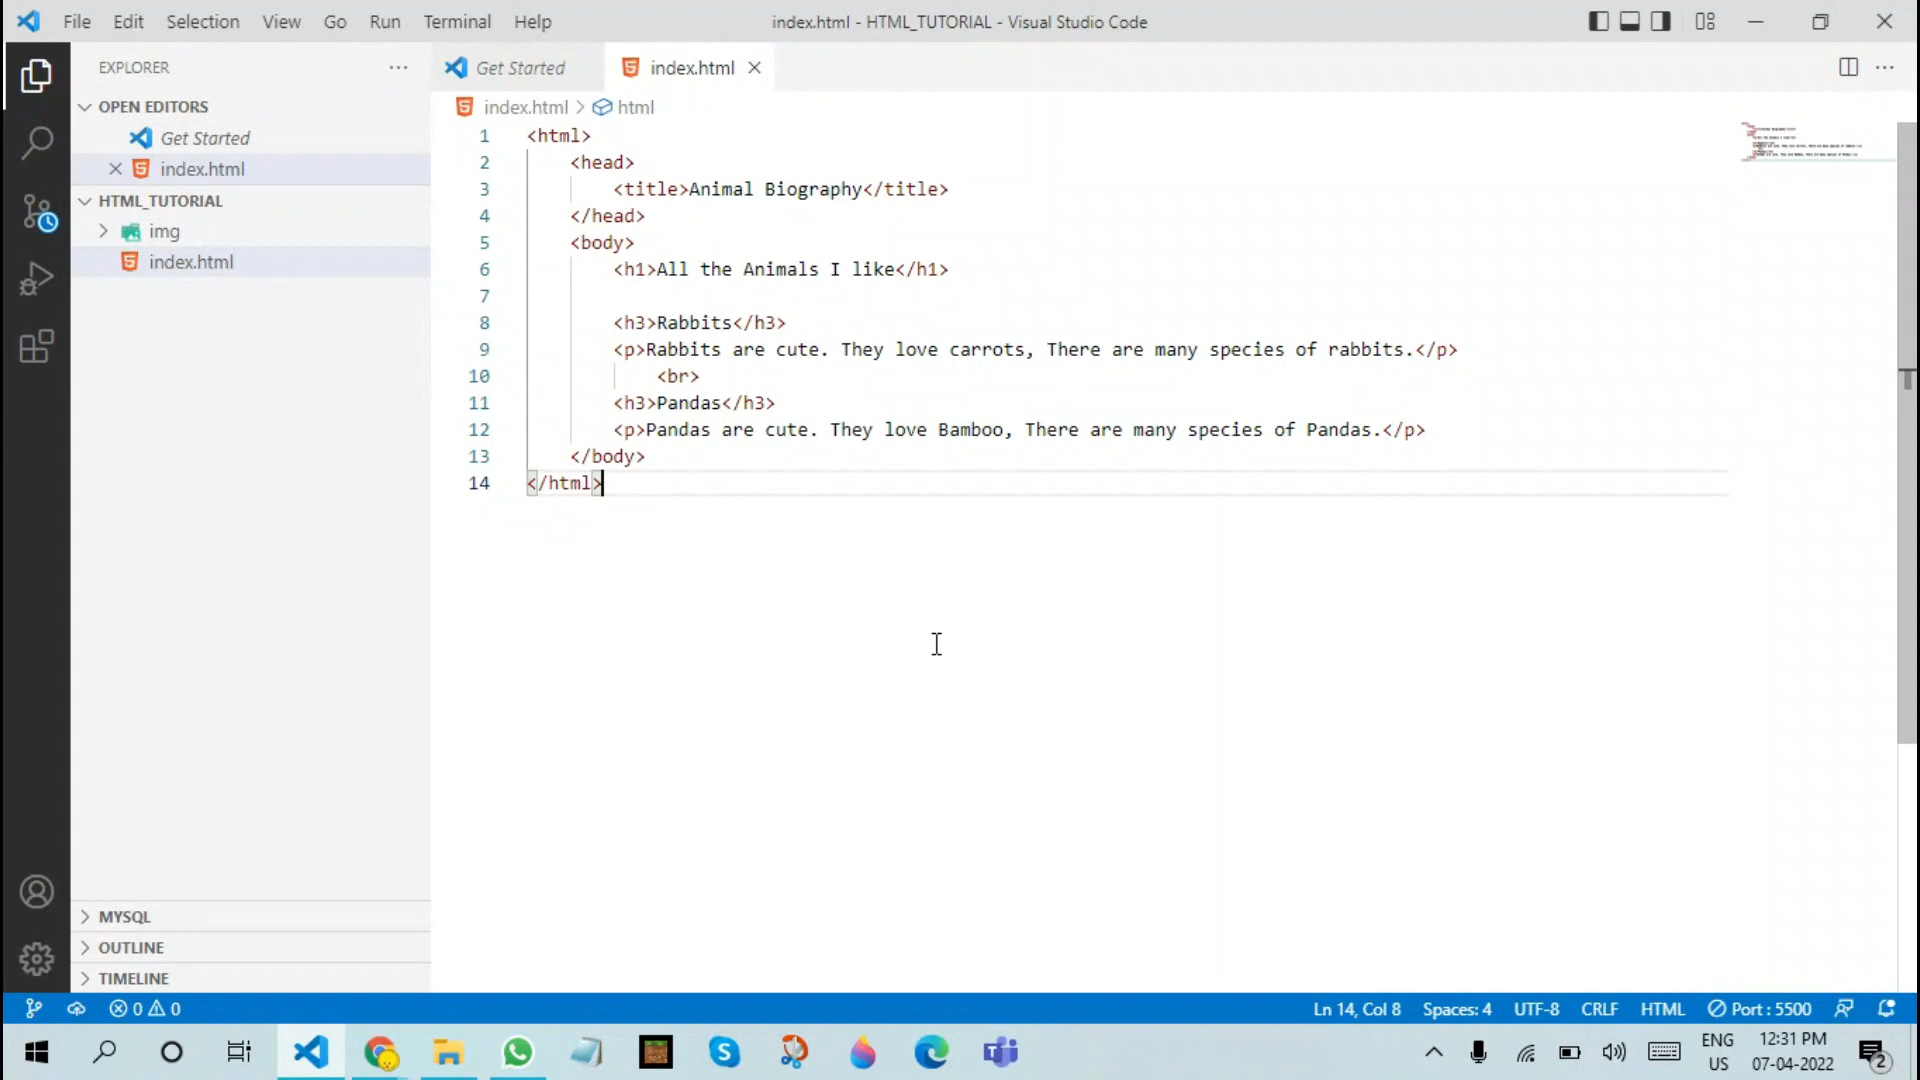 File Edit Selection View Go Run Terminal Help index.html - HTML_TUTORIAL - Visual Studio Code
EXPLORER
OPEN EDITORS
Get Started
index.html
HTML_TUTORIAL
img
index.html
MYSQL
OUTLINE
TIMELINE
Get Started index.html
index.html > html
1 <html>
2 <head>
3 <title>Animal Biography</title>
4 </head>
5 <body>
6 <h1>All the Animals I like</h1>
7
8 <h3>Rabbits</h3>
9 <p>Rabbits are cute. They love carrots, There are many species of rabbits.</p>
10 <br>
11 <h3>Pandas</h3>
12 <p>Pandas are cute. They love Bamboo, There are many species of Pandas.</p>
13 </body>
14 </html>
0 0 Ln 14, Col 8 Spaces: 4 UTF-8 CRLF HTML Port : 5500
ENG
US
12:31 PM
07-04-2022
2